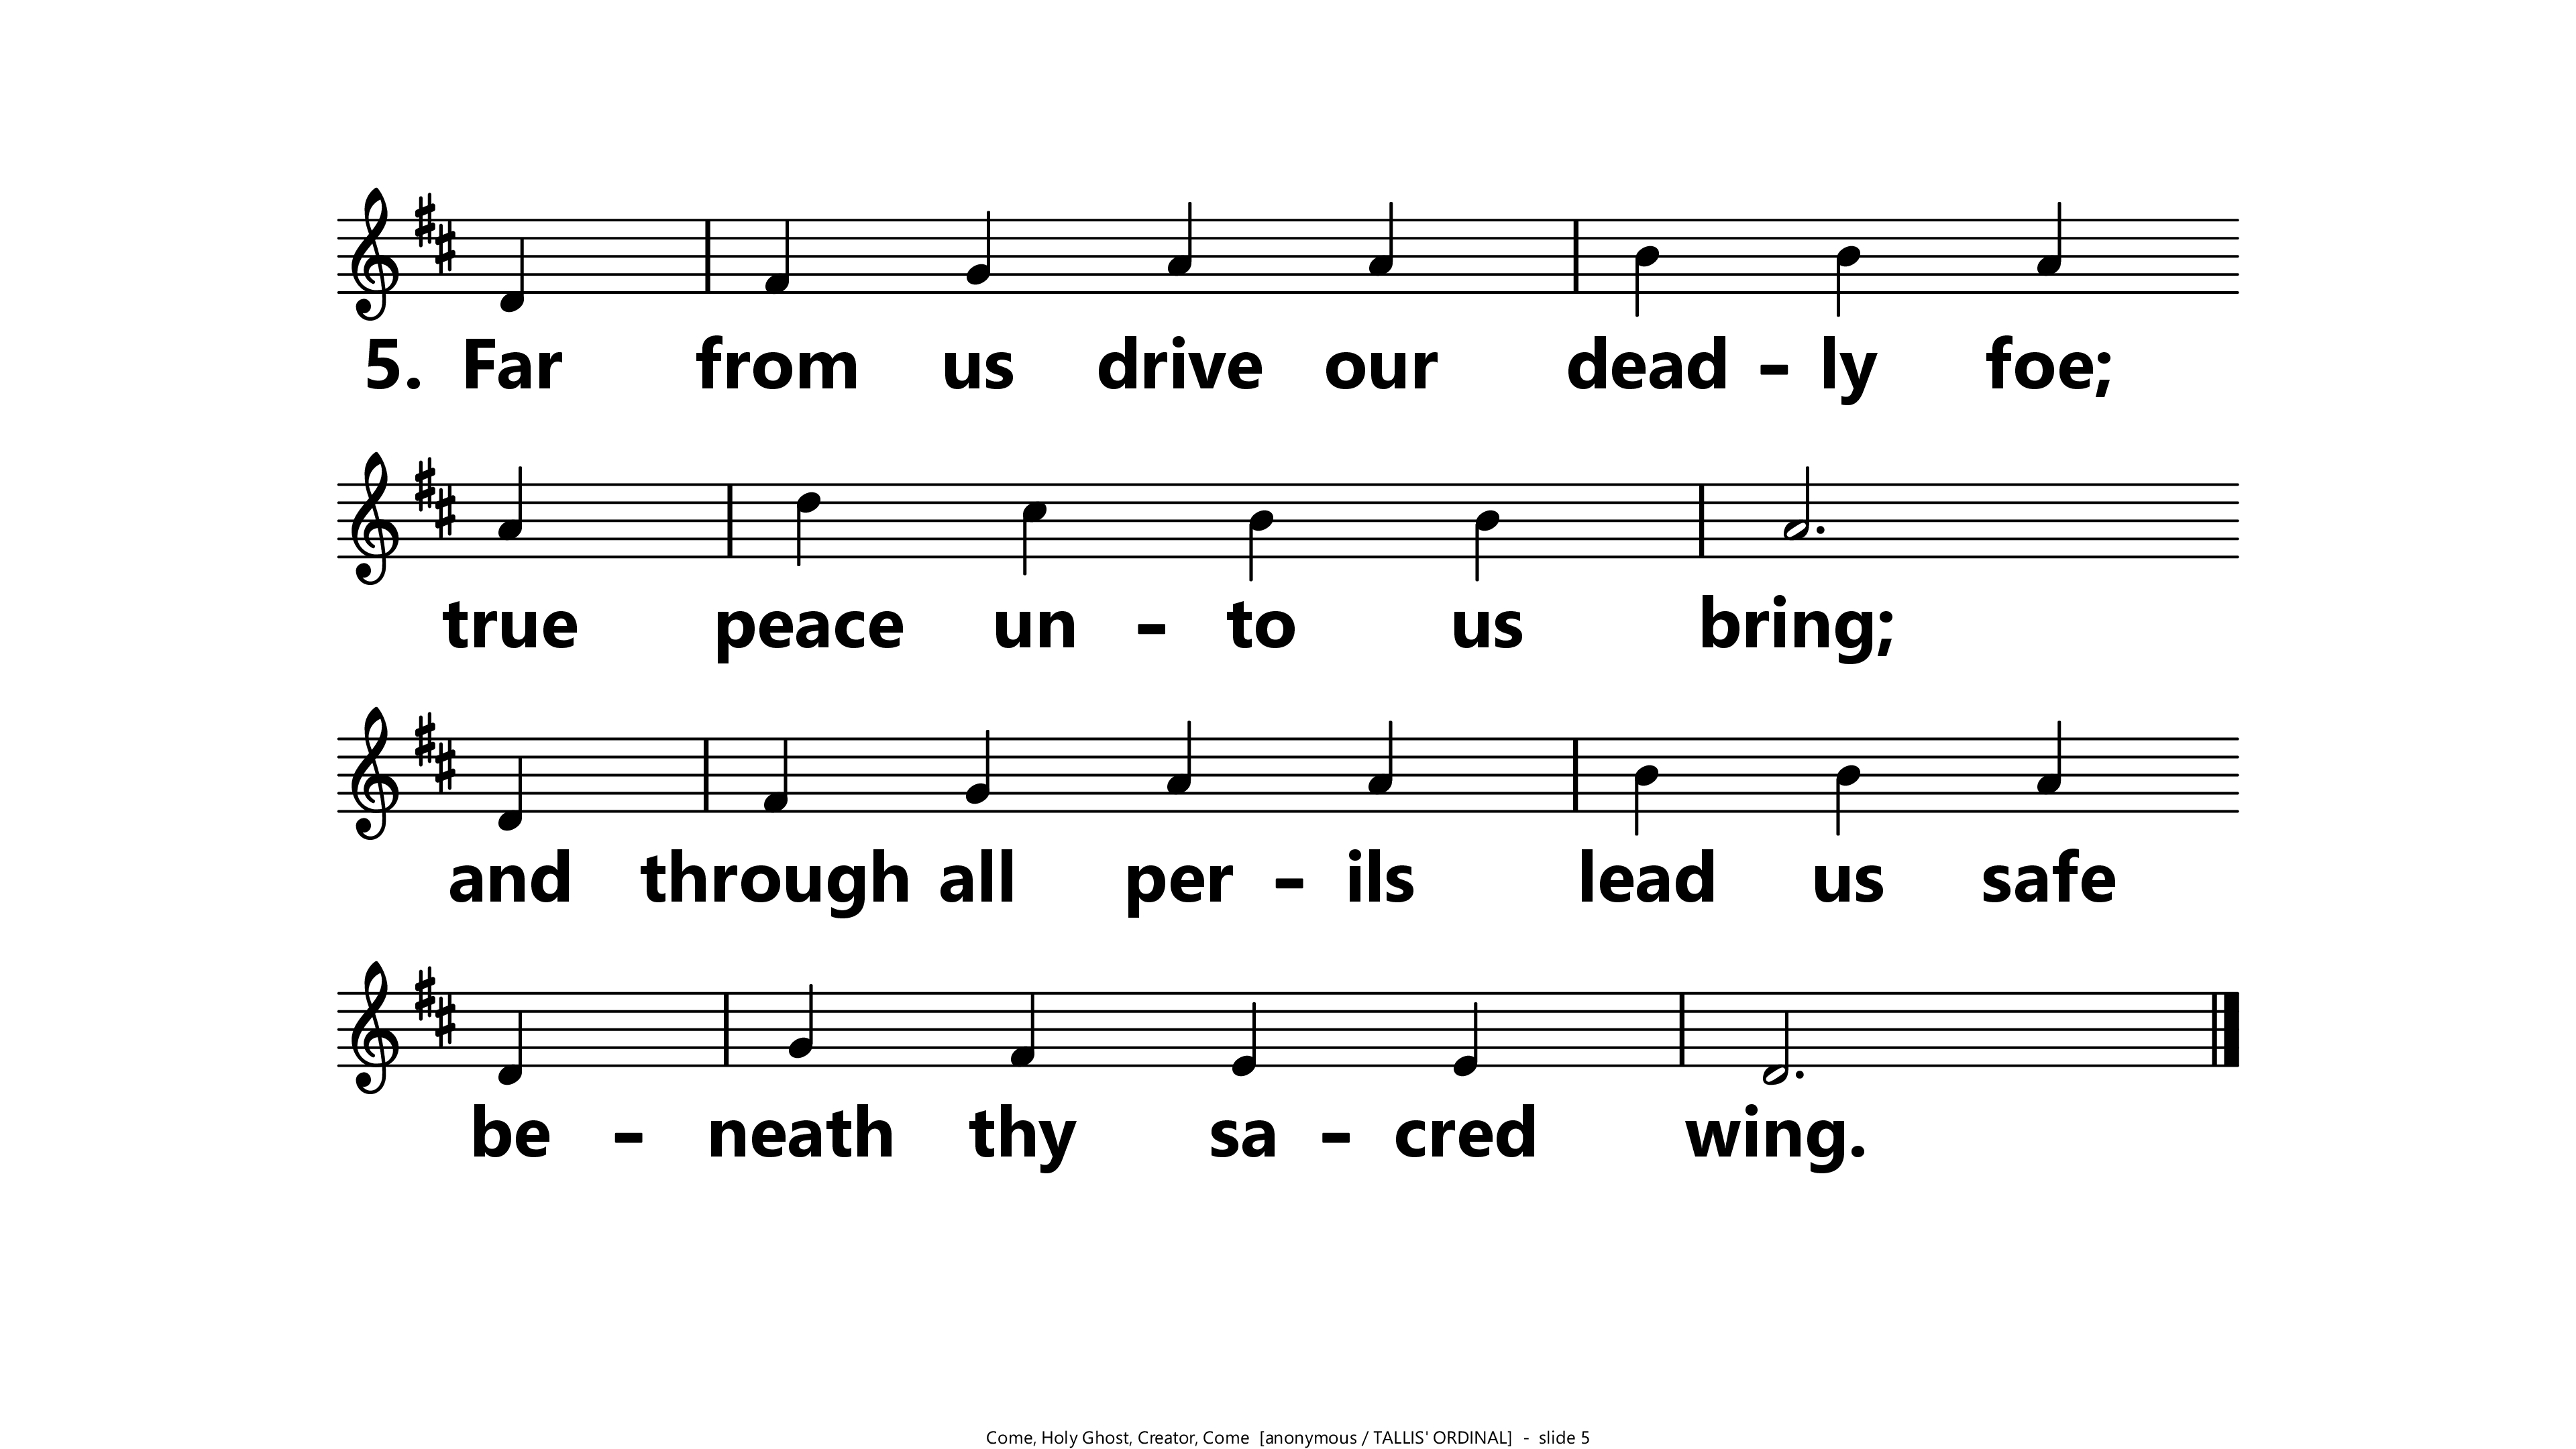 5. Far from us drive our dead - ly foe;
true peace un - to us bring;
and through all per - ils lead us safe
be - neath thy sa - cred wing.
Come, Holy Ghost, Creator, Come [anonymous / TALLIS' ORDINAL] - slide 5